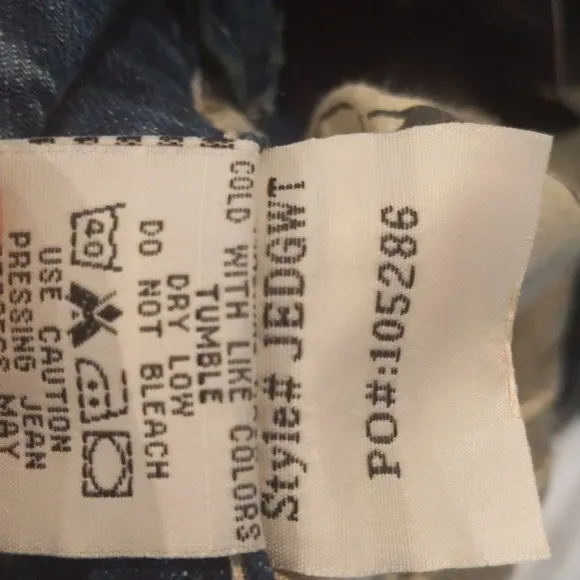 Style# JEDGWT
PO#:105286
COLD WITH LIKE COLORS
TUMBLE
DRY LOW
DO NOT BLEACH
40
USE CAUTION
PRESSING JEAN
MAY